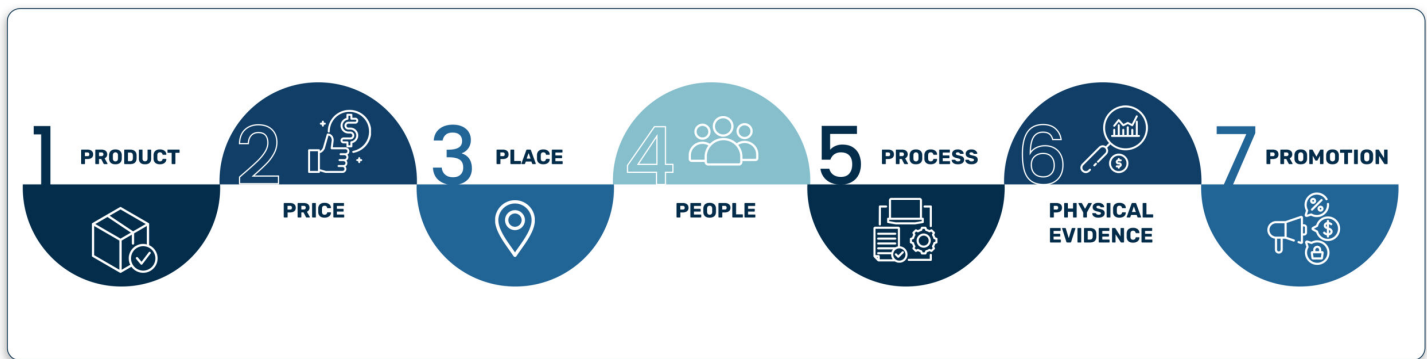 1
PRODUCT
2
PRICE
3
PLACE
4
PEOPLE
5
PROCESS
6
PHYSICAL
EVIDENCE
7
PROMOTION
$
$
%
$